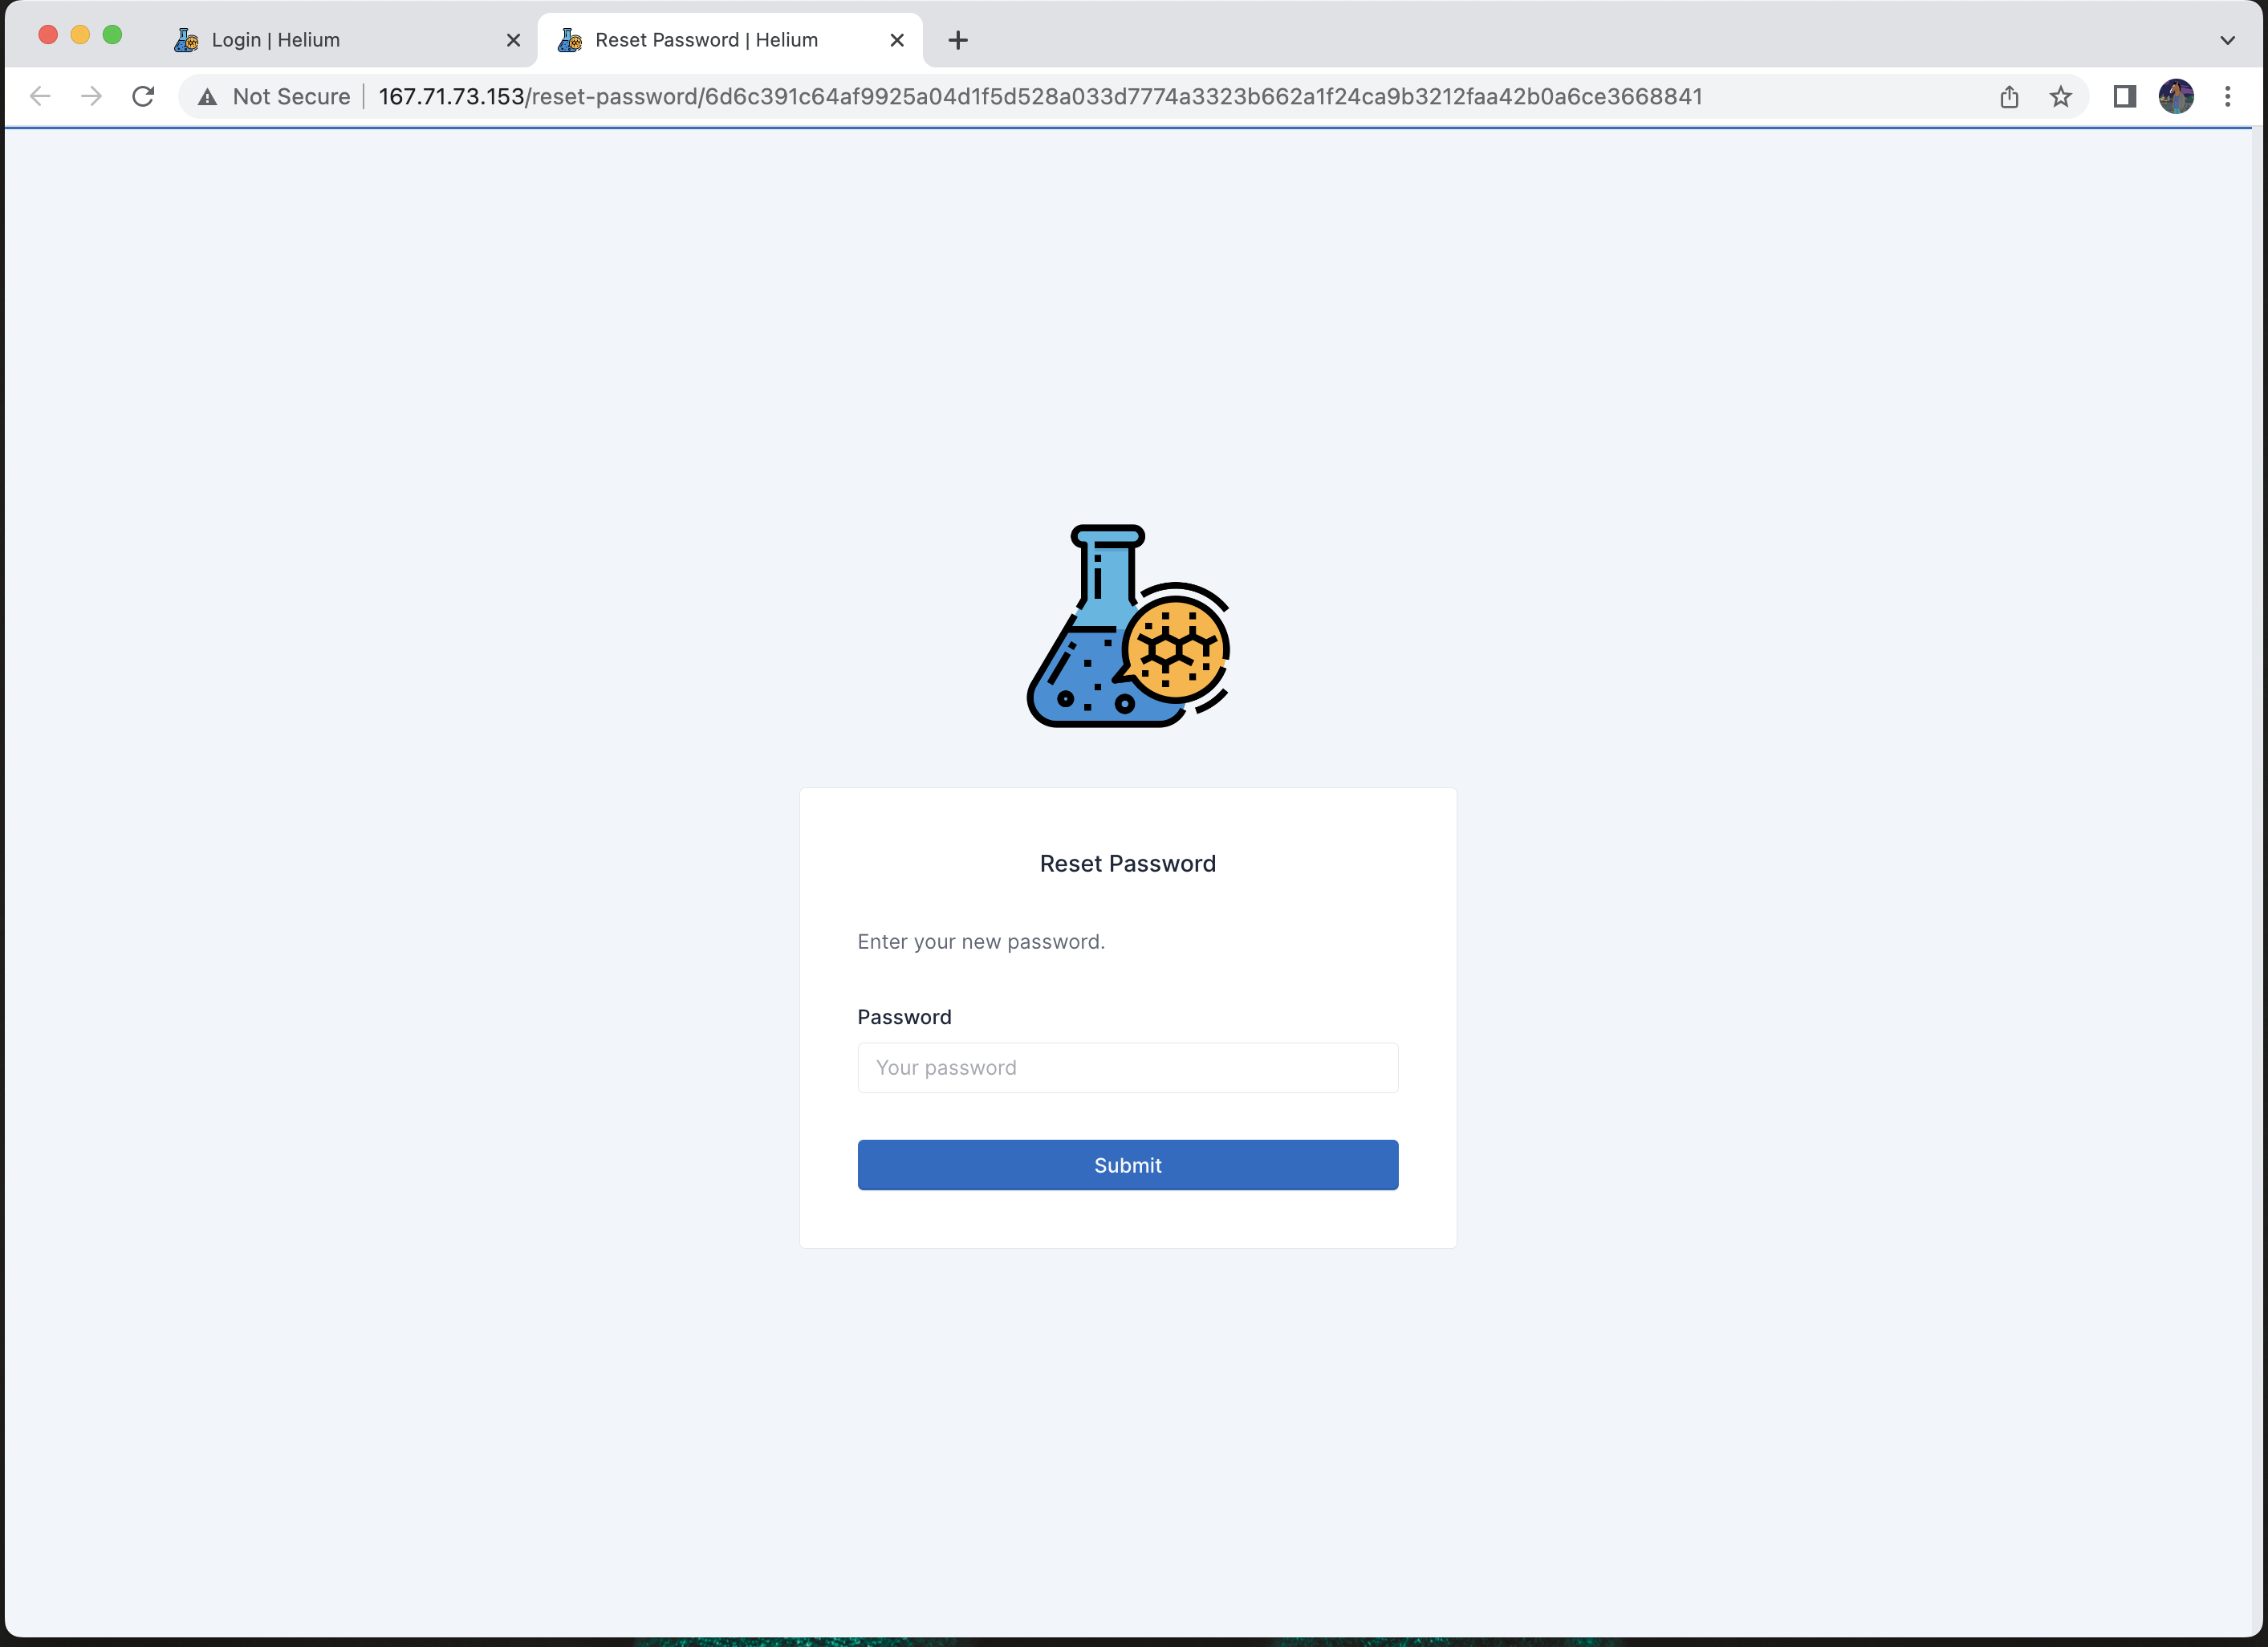 Login | Helium
Reset Password | Helium
Not Secure
167.71.73.153/reset-password/6d6c391c64af9925a04d1f5d528a033d7774a3323b662a1f24ca9b3212faa42b0a6ce3668841
Reset Password
Enter your new password.
Password
Your password
Submit